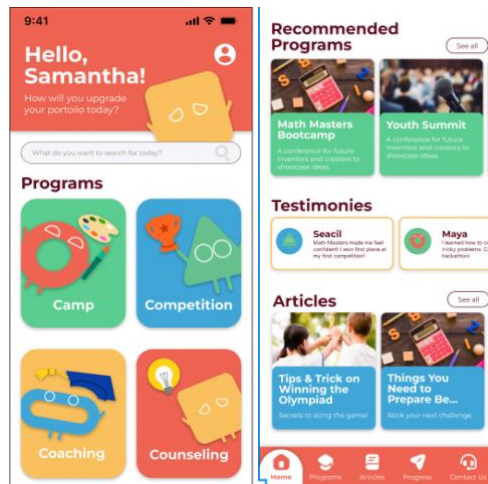 9:41
Hello,
Samantha!
How will you upgrade
your portolio today?
What do you want to search for today?
Programs
Camp
Competition
Coaching
Counseling
Recommended
Programs
See all
Math Masters
Bootcamp
A conference for future
inventors and creators to
showcase ideas.
Youth Summit
A conference for future
inventors and creators to
showcase ideas.
Testimonies
Seacil
Math Masters made me feel
confident! I won first place at
my first competition!
Maya
I learned how to
tricky problems.
hackathon!
Articles
See all
Tips & Trick on
Winning the
Olympiad
Secrets to acing the game!
Things You
Need to
Prepare Be...
Rock your next challenge.
Home
Programs
Articles
Progress
Contact Us